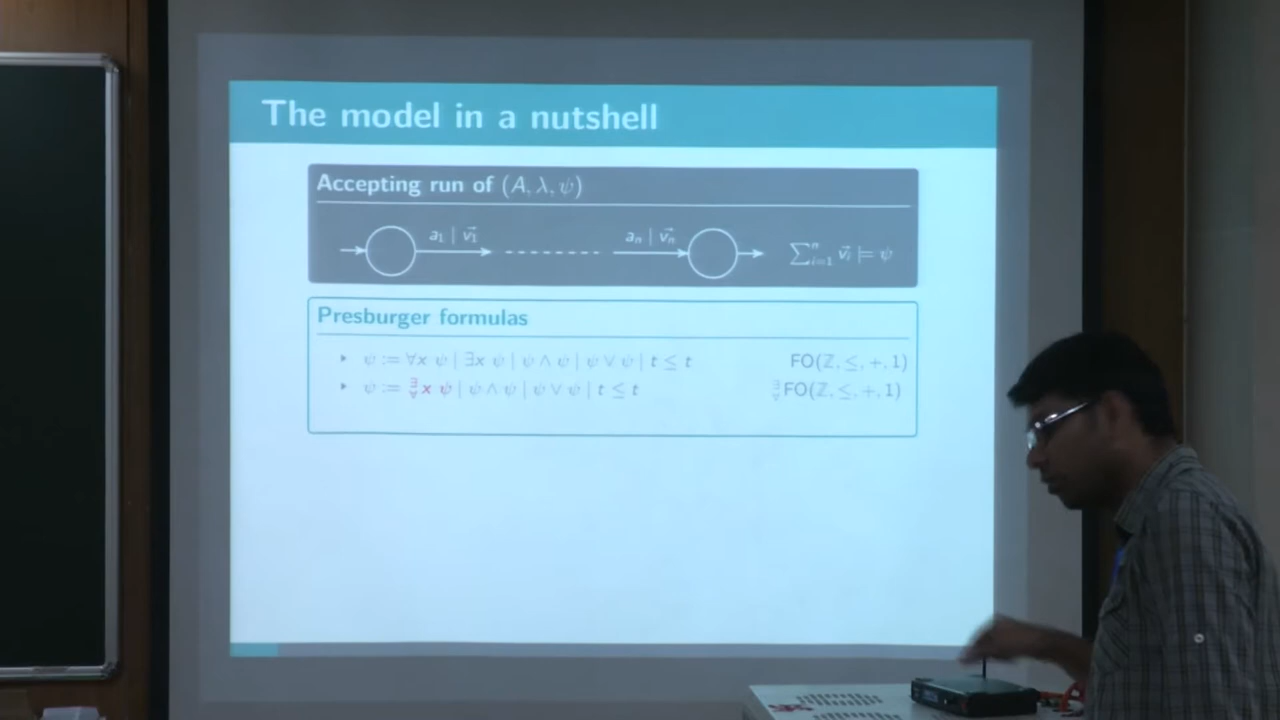 The model in a nutshell
Accepting run of (A, λ, ψ)
a₁ | v⃗₁ aₙ | v⃗ₙ ∑ⁿᵢ₌₁ v⃗ᵢ ⊨ ψ
Presburger formulas
▸ ψ := ∀x ψ | ∃x ψ | ψ ∧ ψ | ψ ∨ ψ | t ≤ t FO(ℤ, ≤, +, 1)
▸ ψ := ∃∀x ψ | ψ ∧ ψ | ψ ∨ ψ | t ≤ t ∃∀FO(ℤ, ≤, +, 1)